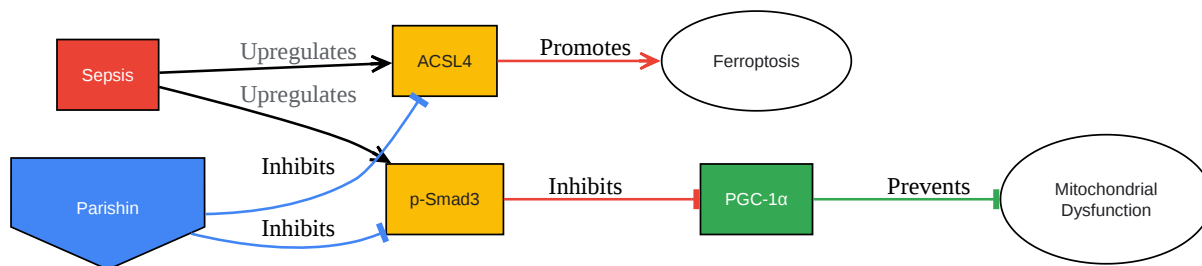 Sepsis
Upregulates
ACSL4
Promotes
Ferroptosis
Upregulates
Parishin
Inhibits
Inhibits
p-Smad3
Inhibits
PGC-1α
Prevents
Mitochondrial
Dysfunction